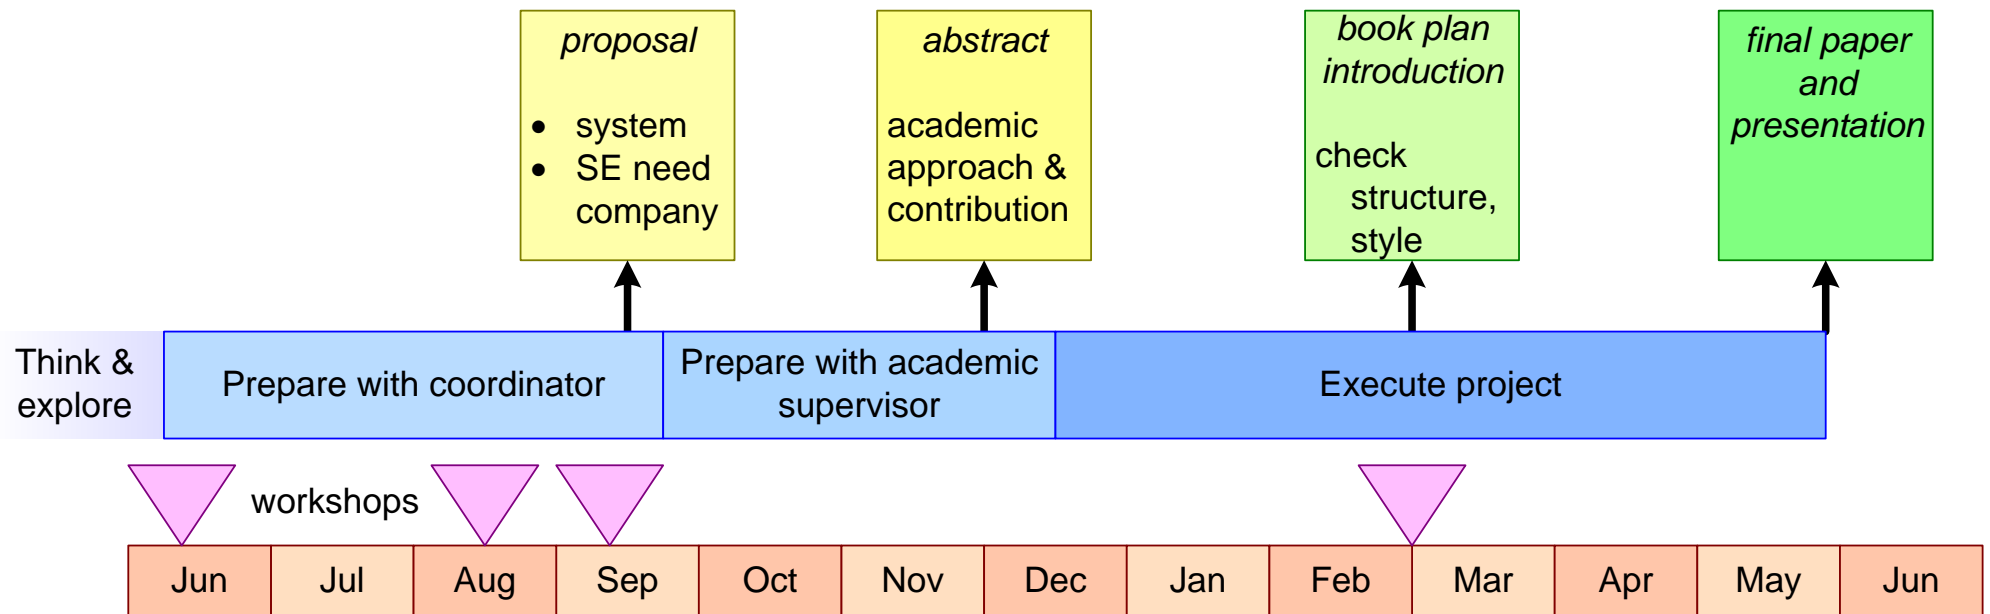 proposal
• system
• SE need
company
abstract
academic
approach &
contribution
book plan
introduction
check
structure,
style
final paper
and
presentation
Think &
explore
Prepare with coordinator
Prepare with academic
supervisor
Execute project
workshops
Jun
Jul
Aug
Sep
Oct
Nov
Dec
Jan
Feb
Mar
Apr
May
Jun